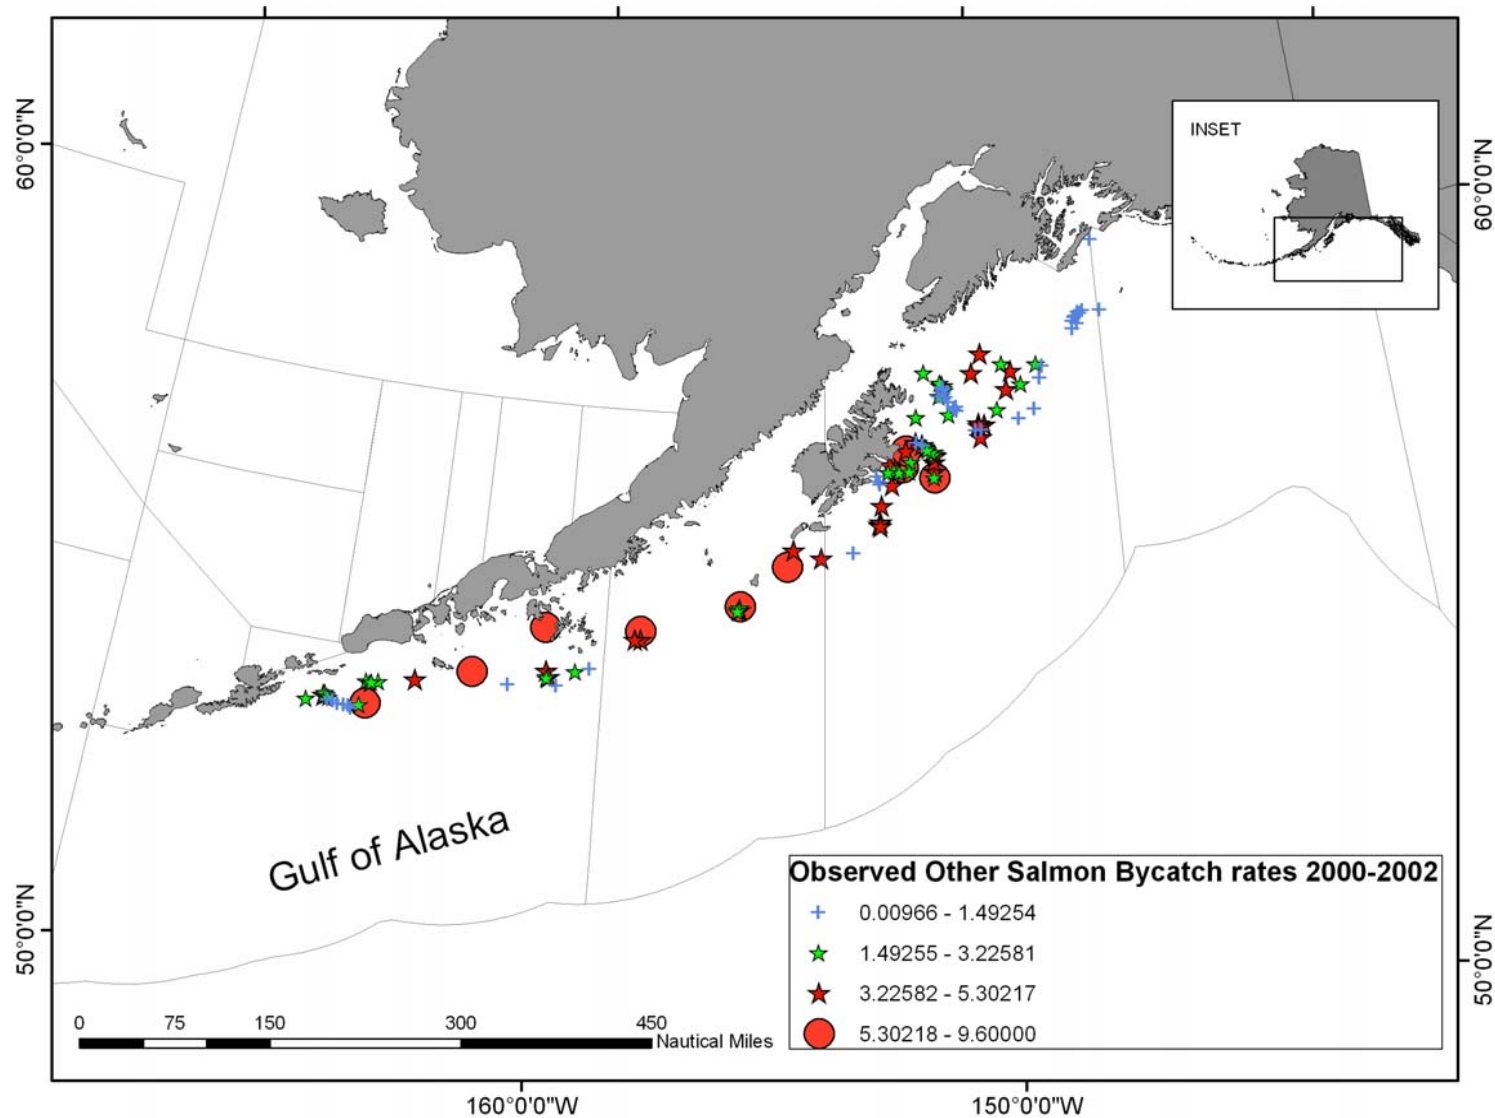 60°0'0"N
60°0'0"N
INSET
Gulf of Alaska
Observed Other Salmon Bycatch rates 2000-2002
0.00966 - 1.49254
1.49255 - 3.22581
3.22582 - 5.30217
5.30218 - 9.60000
50°0'0"N
50°0'0"N
0 75 150 300 450
Nautical Miles
160°0'0"W
150°0'0"W